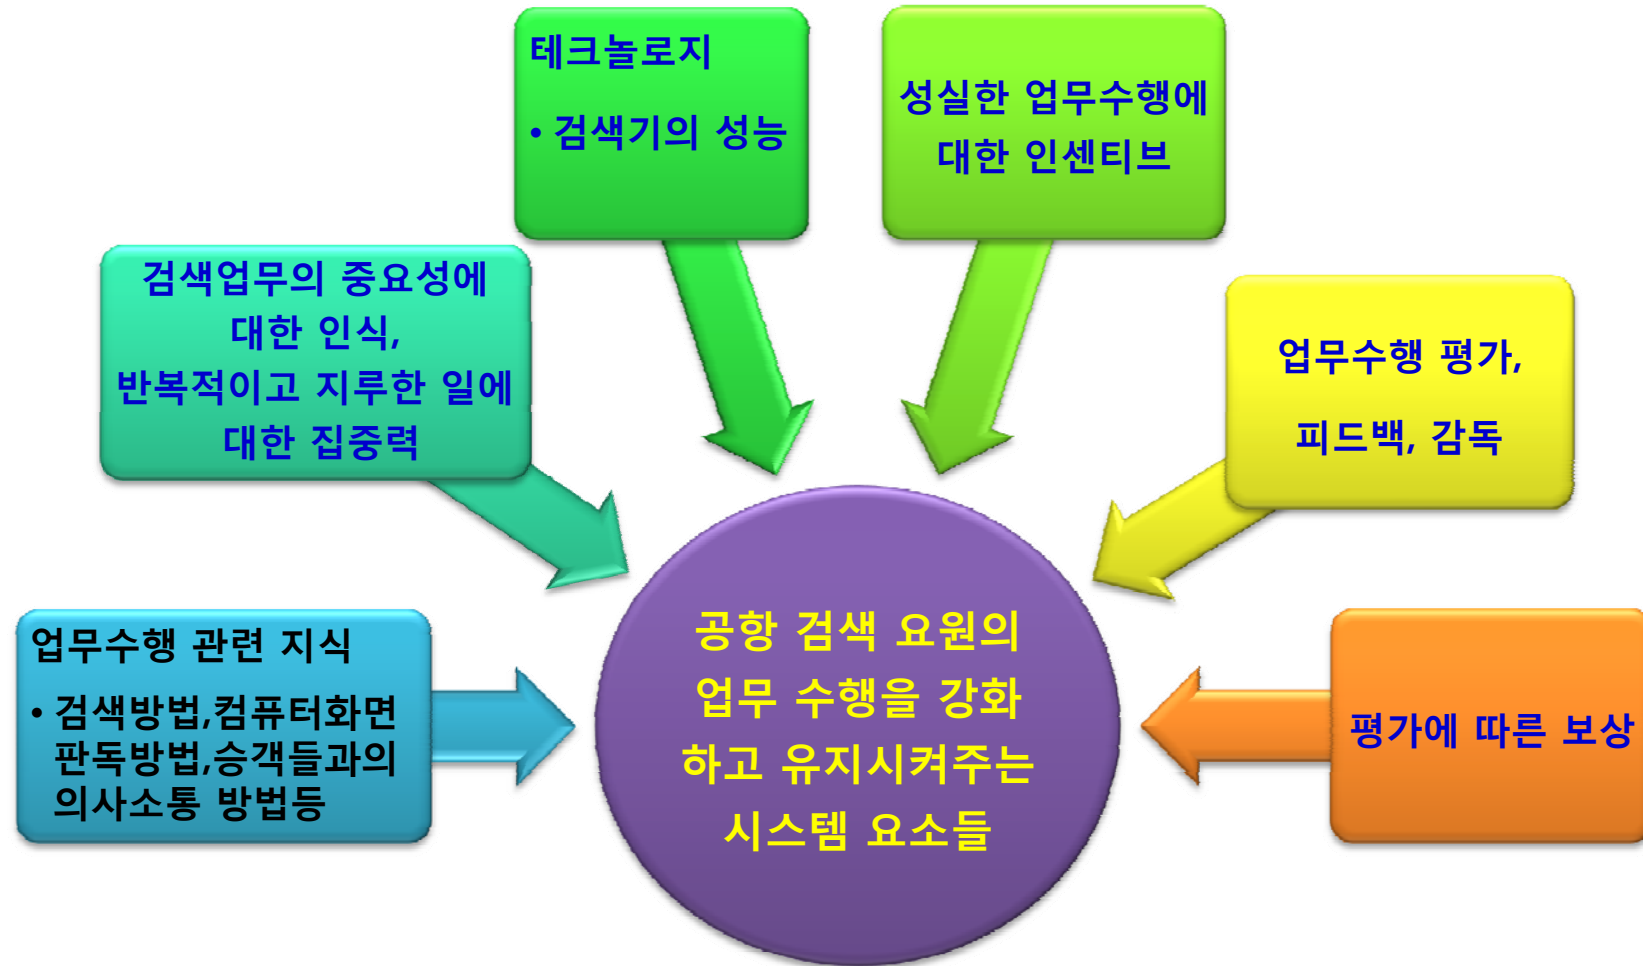 테크놀로지
• 검색기의 성능
성실한 업무수행에
대한 인센티브
검색업무의 중요성에
대한 인식,
반복적이고 지루한 일에
대한 집중력
업무수행 평가,
피드백, 감독
업무수행 관련 지식
• 검색방법,컴퓨터화면
판독방법,승객들과의
의사소통 방법등
공항 검색 요원의
업무 수행을 강화
하고 유지시켜주는
시스템 요소들
평가에 따른 보상